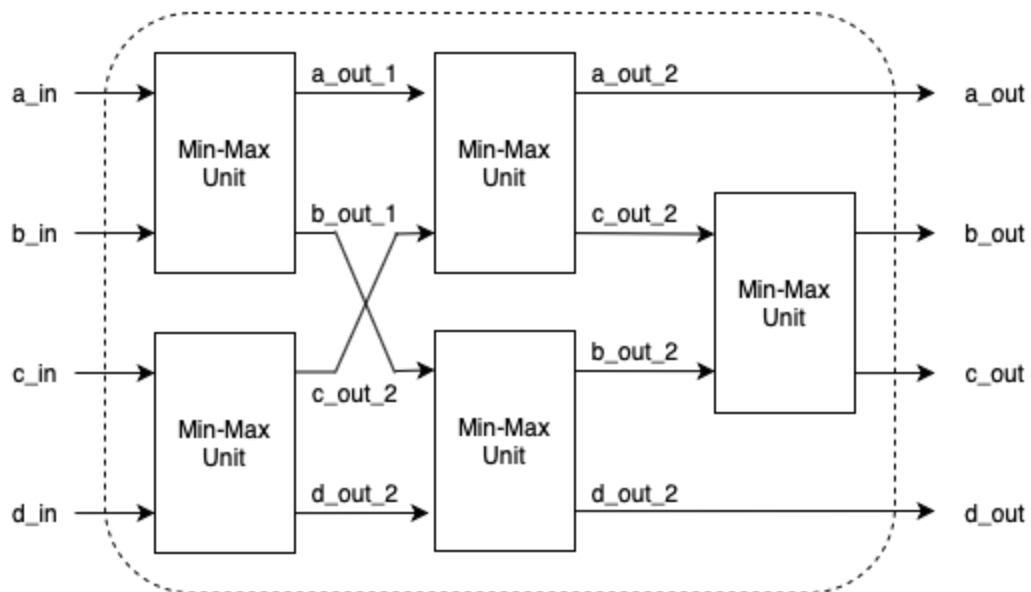 a_out_1
a_out_2
a_in
a_out
Min-Max
Unit
Min-Max
Unit
b_out_1
c_out_2
b_in
b_out
Min-Max
Unit
b_out_2
c_in
c_out
c_out_2
Min-Max
Unit
Min-Max
Unit
d_out_2
d_out_2
d_in
d_out